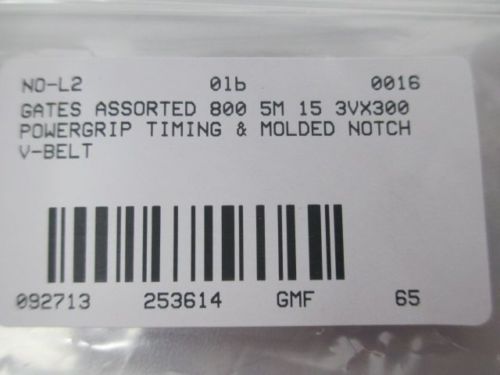 NO-L2 01b 0016
GATES ASSORTED 800 5M 15 3VX300
POWERGRIP TIMING & MOLDED NOTCH
V-BELT
092713 253614 GMF 65